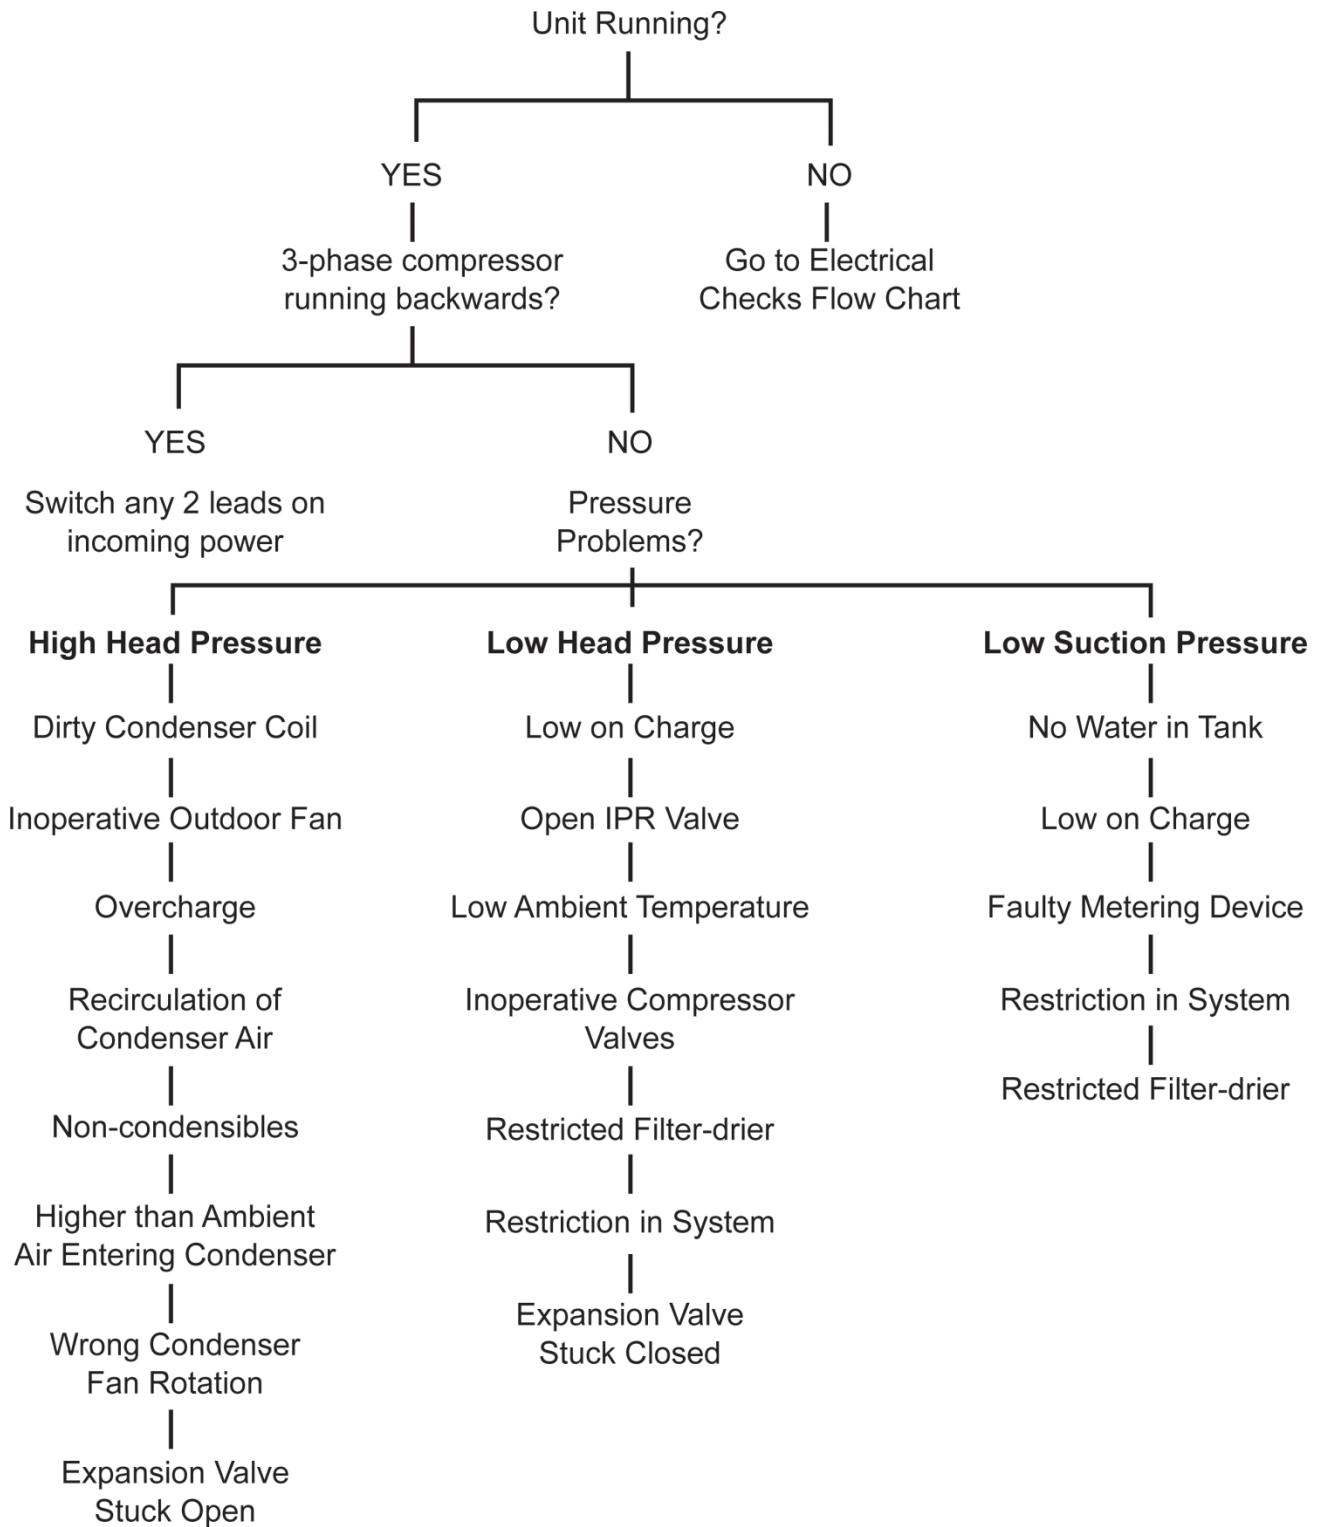 Unit Running?
YES
NO
3-phase compressor
running backwards?
Go to Electrical
Checks Flow Chart
YES
NO
Switch any 2 leads on
incoming power
Pressure
Problems?
High Head Pressure
Dirty Condenser Coil
Inoperative Outdoor Fan
Overcharge
Recirculation of
Condenser Air
Non-condensibles
Higher than Ambient
Air Entering Condenser
Wrong Condenser
Fan Rotation
Expansion Valve
Stuck Open
Low Head Pressure
Low on Charge
Open IPR Valve
Low Ambient Temperature
Inoperative Compressor
Valves
Restricted Filter-drier
Restriction in System
Expansion Valve
Stuck Closed
Low Suction Pressure
No Water in Tank
Low on Charge
Faulty Metering Device
Restriction in System
Restricted Filter-drier